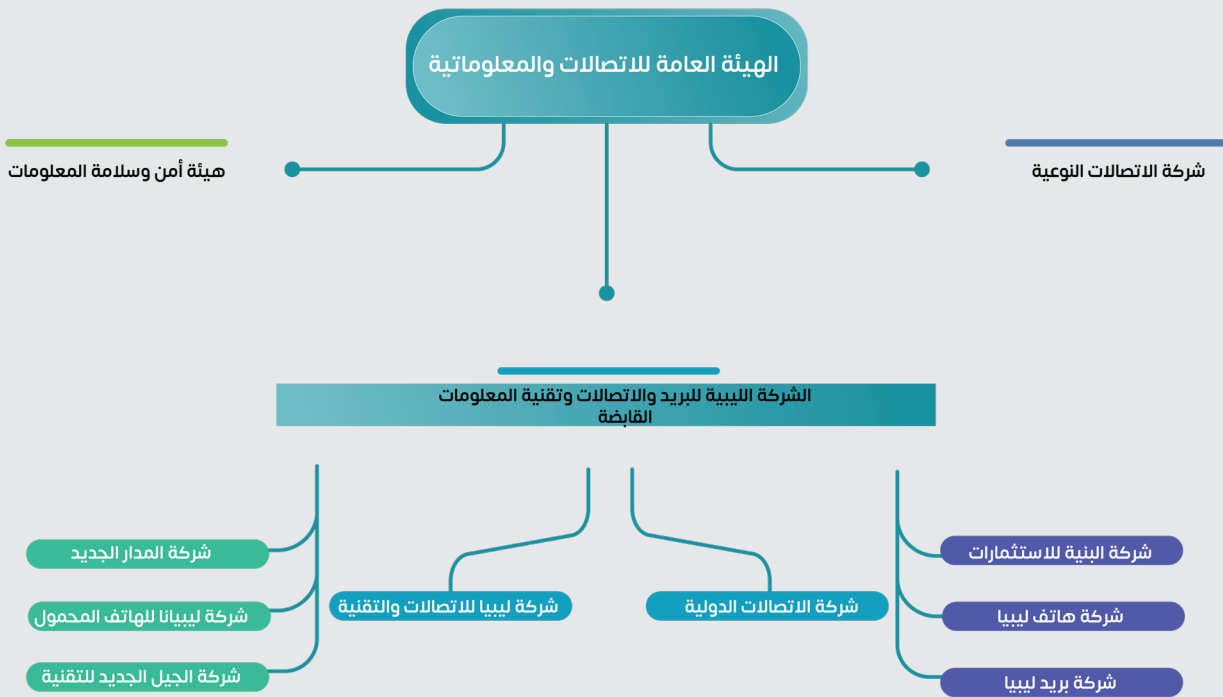 الهيئة العامة للاتصالات والمعلوماتية
شركة الاتصالات النوعية
هيئة أمن وسلامة المعلومات
الشركة الليبية للبريد والاتصالات وتقنية المعلومات
القابضة
شركة البنية للاستثمارات
شركة هاتف ليبيا
شركة بريد ليبيا
شركة الاتصالات الدولية
شركة ليبيا للاتصالات والتقنية
شركة المدار الجديد
شركة ليبيانا للهاتف المحمول
شركة الجيل الجديد للتقنية